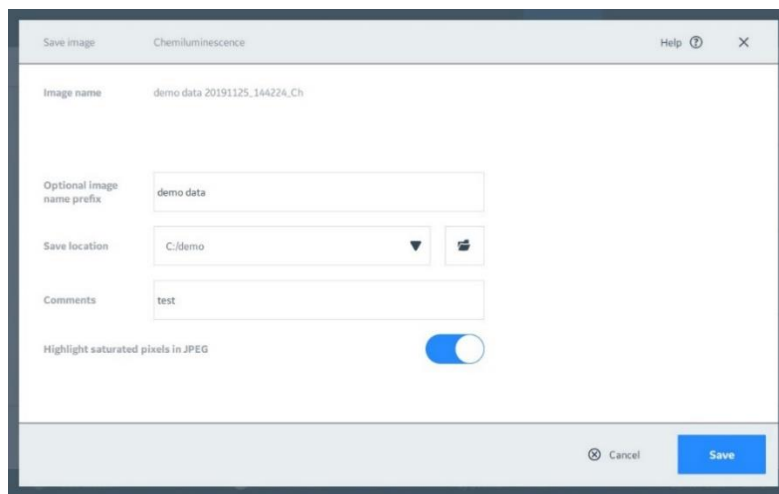 Save image Chemiluminescence Help ?
Image name demo data 20191125_144224_Ch
Optional image
name prefix
demo data
Save location C:/demo
Comments test
Highlight saturated pixels in JPEG
Cancel Save